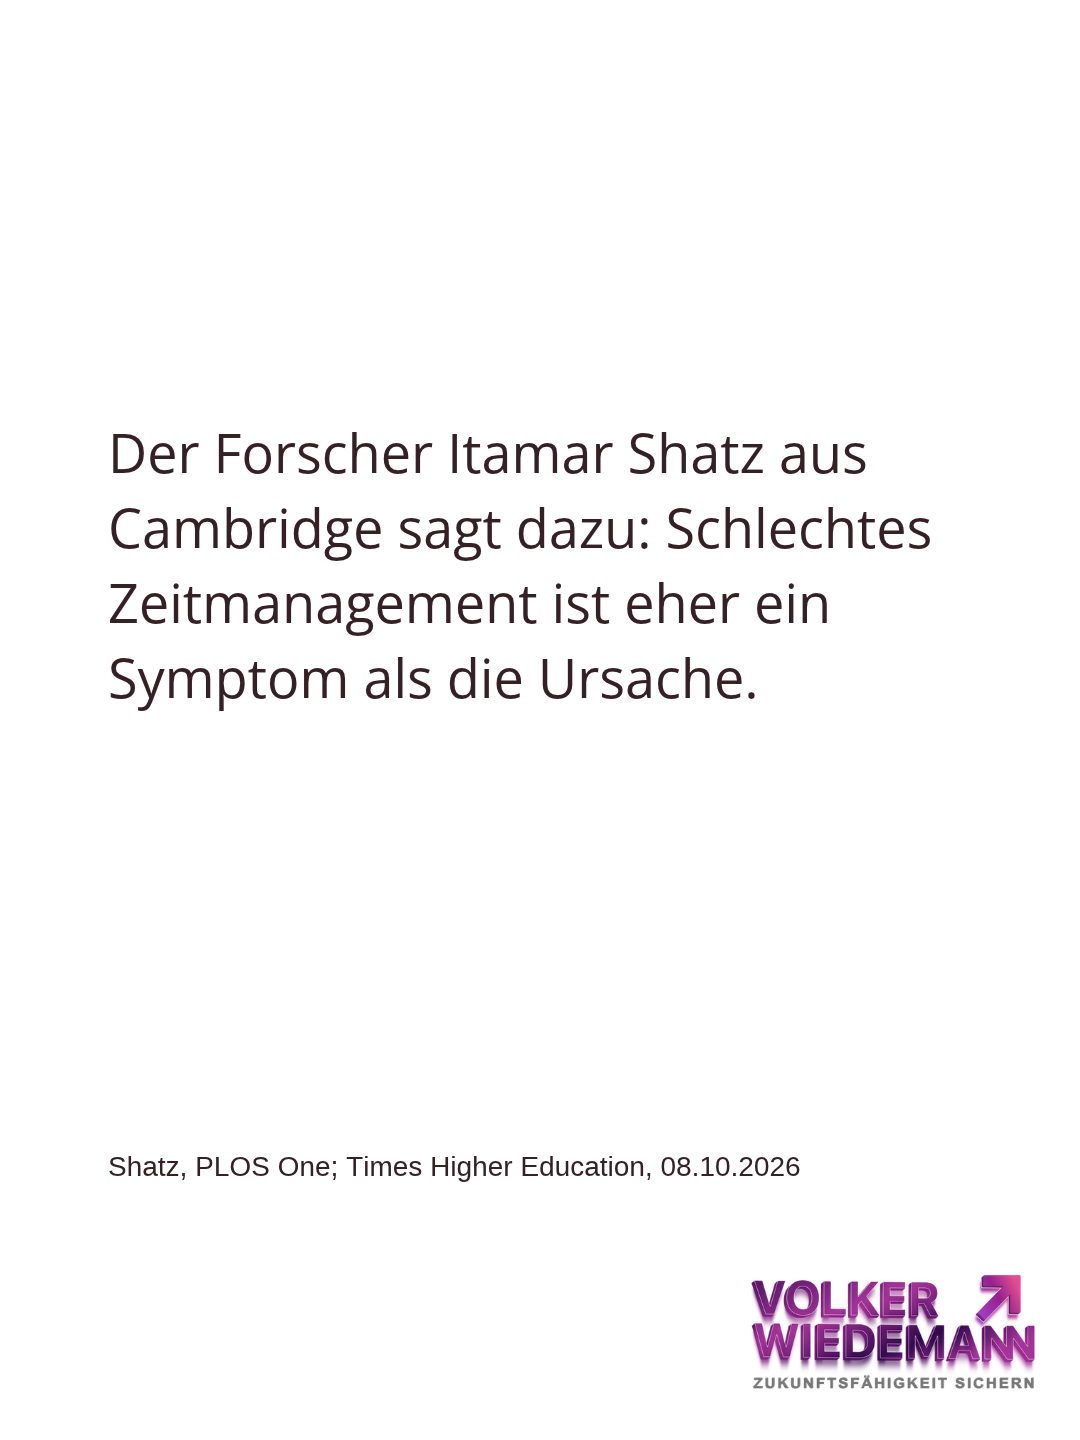 Der Forscher Itamar Shatz aus
Cambridge sagt dazu: Schlechtes
Zeitmanagement ist eher ein
Symptom als die Ursache.
Shatz, PLOS One; Times Higher Education, 08.10.2026
VOLKER
WIEDEMANN
ZUKUNFTSFÄHIGKEIT SICHERN